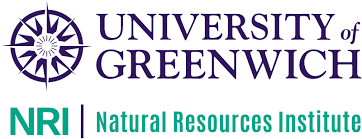 UNIVERSITY of
GREENWICH
NRI | Natural Resources Institute